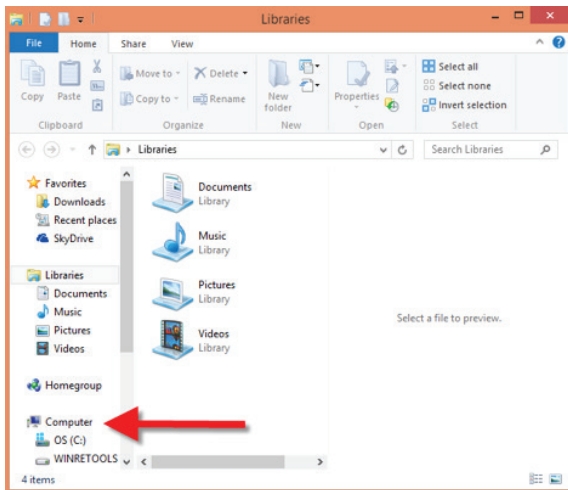 Libraries
File Home Share View
Copy Paste Move to Copy to Delete Rename New folder Properties Select all Select none Invert selection
Clipboard Organize New Open Select
Libraries Search Libraries
Favorites
Downloads
Recent places
SkyDrive
Libraries
Documents
Music
Pictures
Videos
Homegroup
Computer
OS (C:)
WINRETOOLS
Documents
Library
Music
Library
Pictures
Library
Videos
Library
Select a file to preview.
4 items